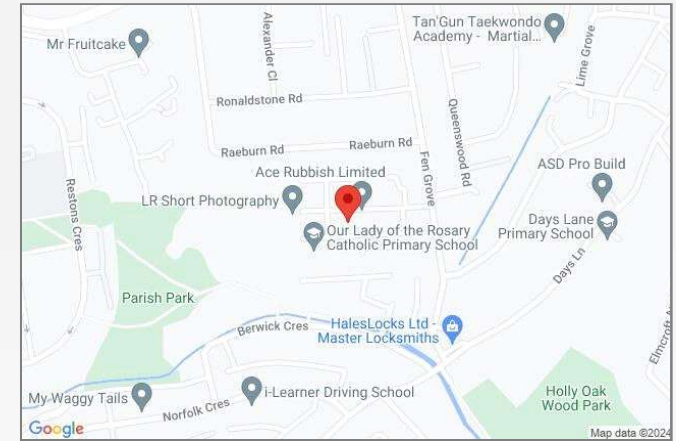 Tan'Gun Taekwondo
Academy - Martial...
Mr Fruitcake
Alexander Cl
Lime Grove
Ronaldstone Rd
Queenswood Rd
Raeburn Rd
Raeburn Rd
Fen Grove
Restons Cres
Ace Rubbish Limited
ASD Pro Build
LR Short Photography
Our Lady of the Rosary
Catholic Primary School
Days Lane
Primary School
Days Ln
Parish Park
Berwick Cres
HalesLocks Ltd -
Master Locksmiths
Elmcroft A
My Waggy Tails
i-Learner Driving School
Norfolk Cres
Holly Oak
Wood Park
Google
Map data ©2024